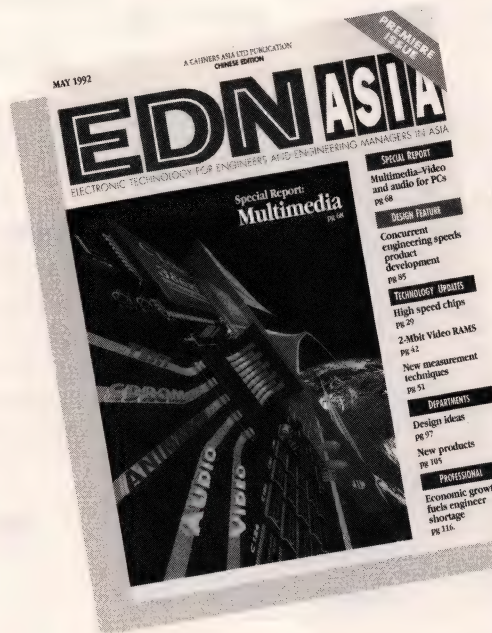 MAY 1992
A CAHNERS ASIA LTD PUBLICATION
CHINESE EDITION
PREMIERE
ISSUE
EDN ASIA
ELECTRONIC TECHNOLOGY FOR ENGINEERS AND ENGINEERING MANAGERS IN ASIA
Special Report:
Multimedia
pg 68
CDROM
AUDIO
VIDEO
SPECIAL REPORT
Multimedia-Video
and audio for PCs
pg 68
DESIGN FEATURE
Concurrent
engineering speeds
product
development
pg 85
TECHNOLOGY UPDATES
High speed chips
pg 29
2-Mbit Video RAMS
pg 42
New measurement
techniques
pg 51
DEPARTMENTS
Design ideas
pg 97
New products
pg 105
PROFESSIONAL
Economic growt
fuels engineer
shortage
pg 116.